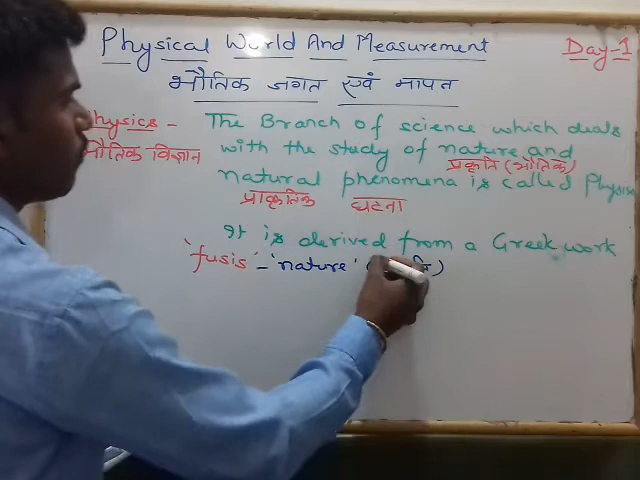 Physical World And Measurement Day-1
भौतिक जगत एवं मापन
Physics - The Branch of science which deals
भौतिक विज्ञान with the study of nature and
प्रकृति (भौतिक)
natural phenomena is called Physics
प्राकृतिक घटना
It is derived from a Greek work
'fusis' - 'nature' (